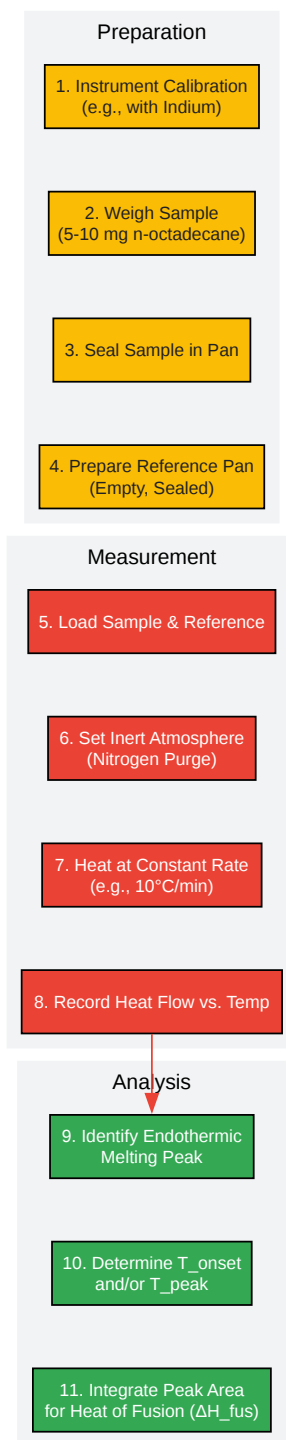 Preparation
1. Instrument Calibration
(e.g., with Indium)
2. Weigh Sample
(5-10 mg n-octadecane)
3. Seal Sample in Pan
4. Prepare Reference Pan
(Empty, Sealed)
Measurement
5. Load Sample & Reference
6. Set Inert Atmosphere
(Nitrogen Purge)
7. Heat at Constant Rate
(e.g., 10°C/min)
8. Record Heat Flow vs. Temp
Analysis
9. Identify Endothermic
Melting Peak
10. Determine T_onset
and/or T_peak
11. Integrate Peak Area
for Heat of Fusion (ΔH_fus)